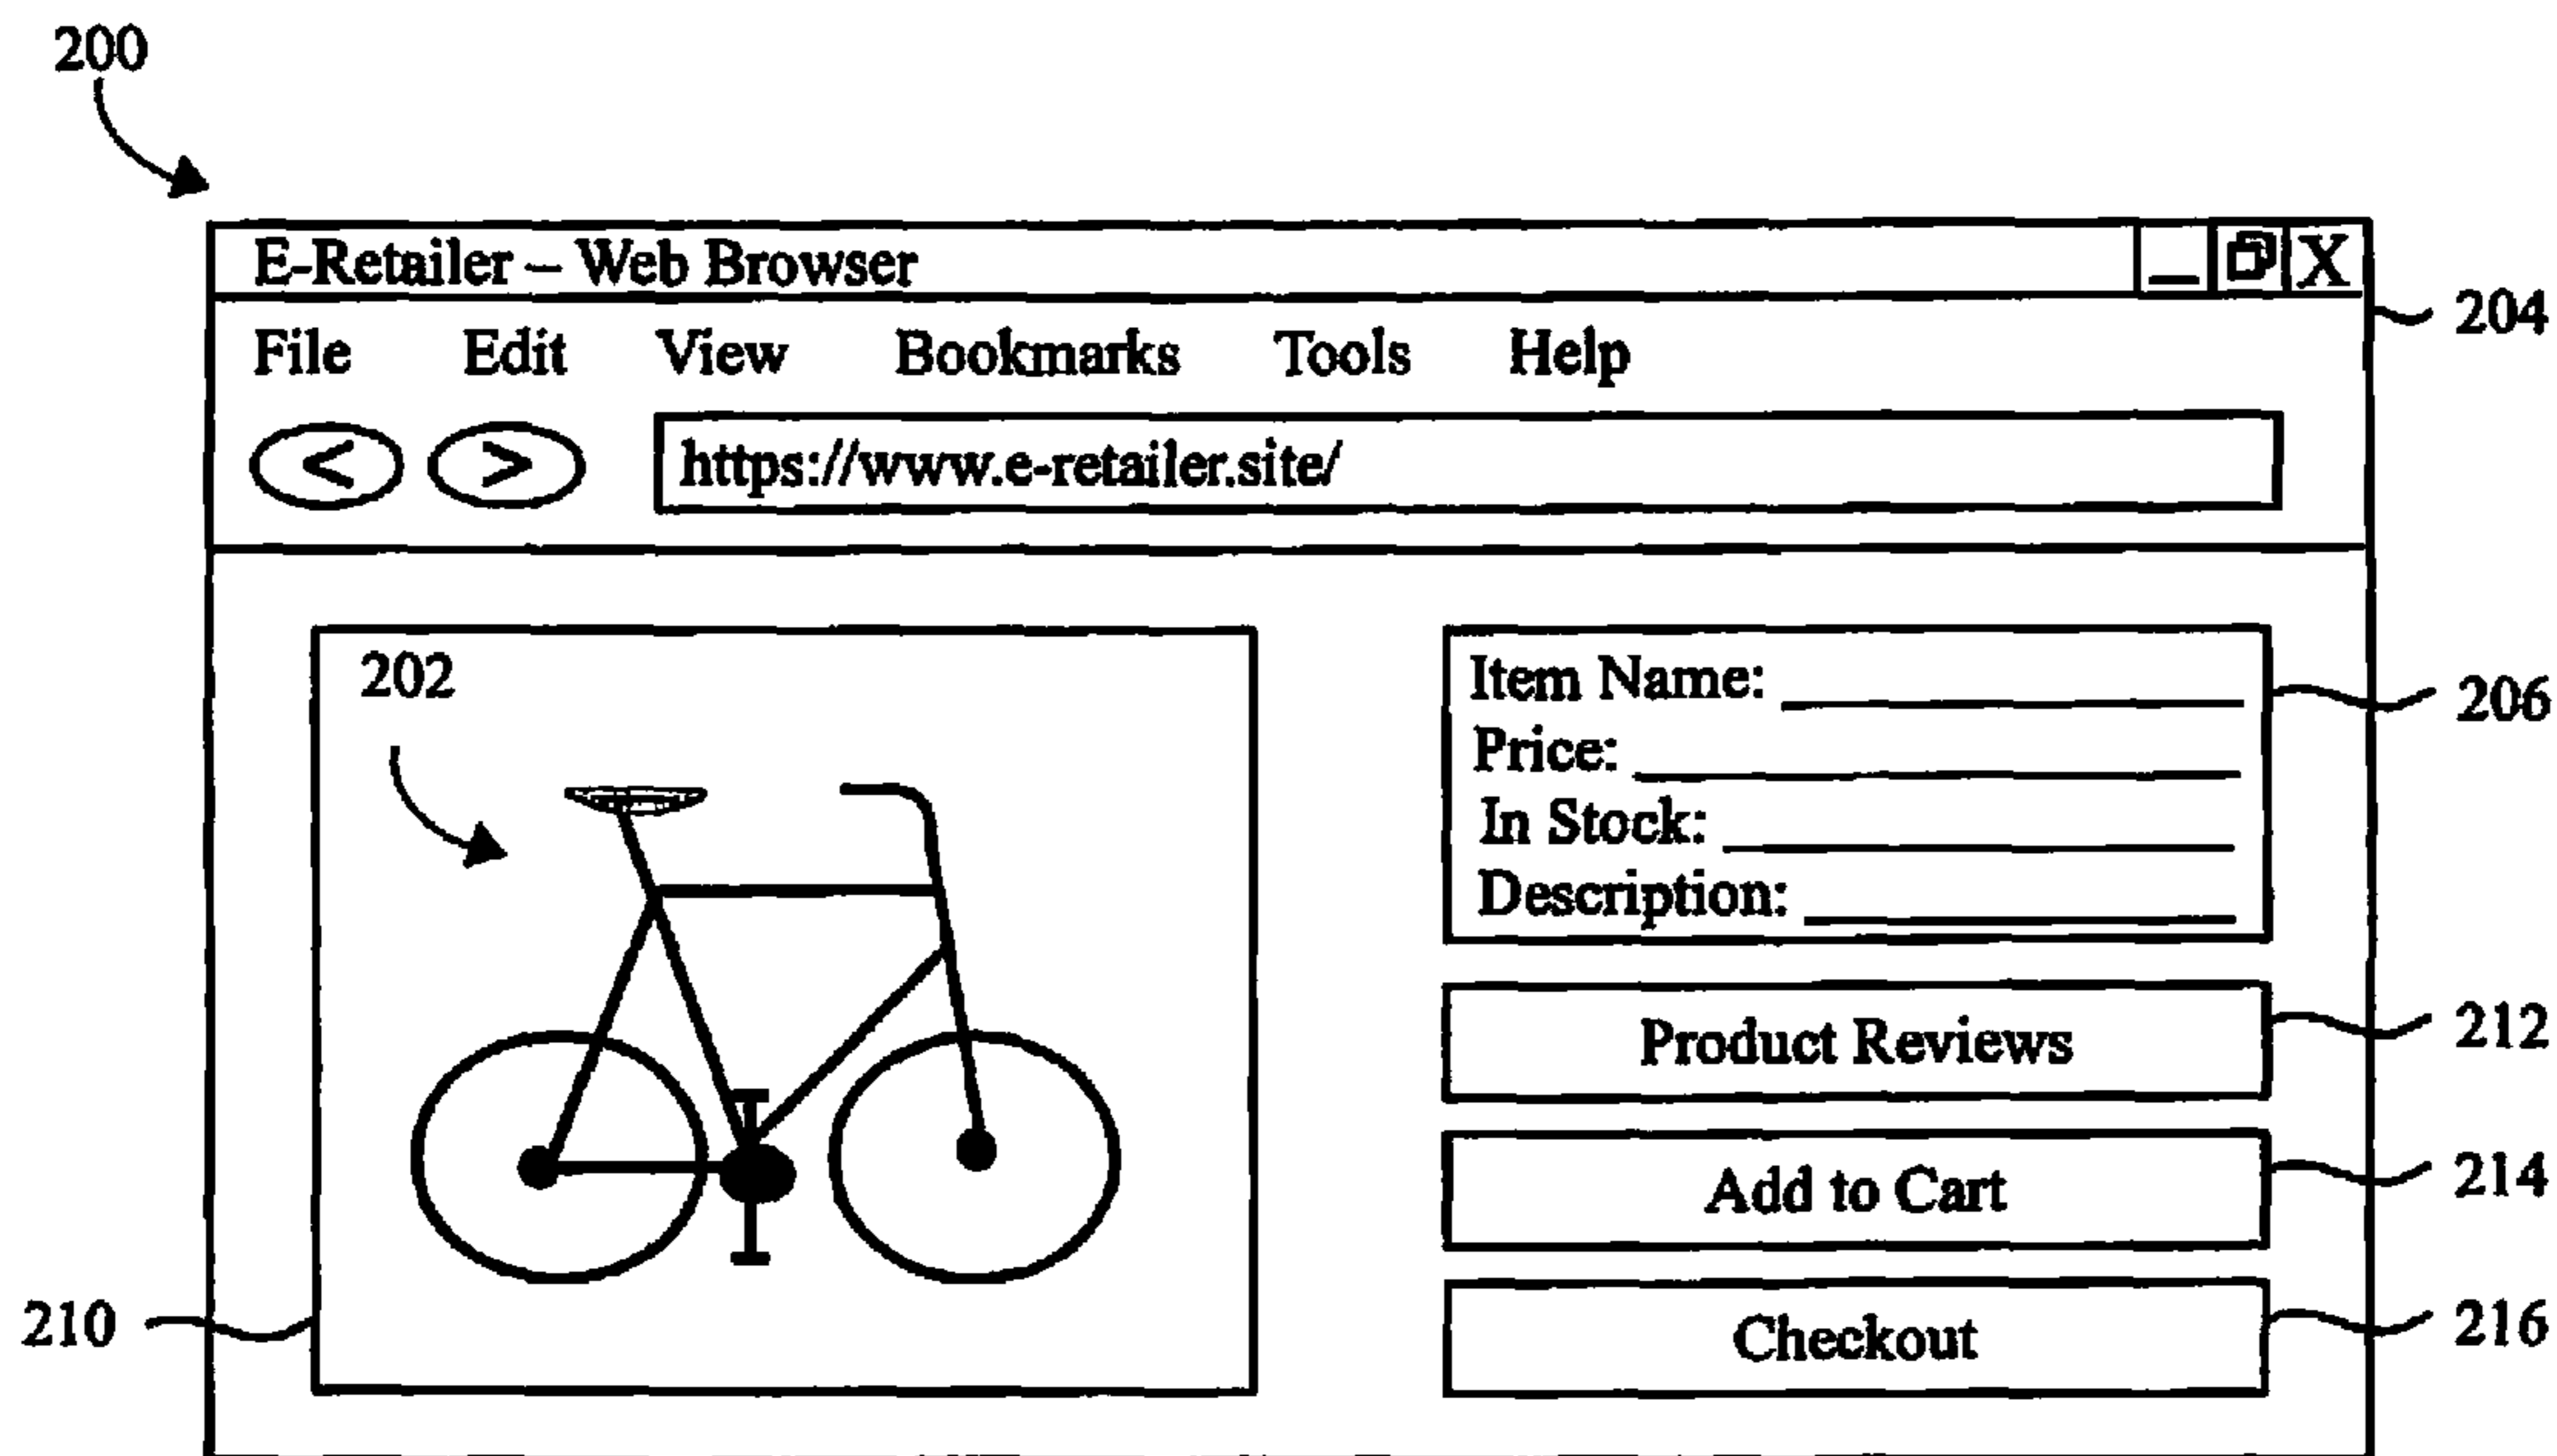 200
E-Retailer – Web Browser
_ X
204
File Edit View Bookmarks Tools Help
< > https://www.e-retailer.site/
202
Item Name:
206
Price:
In Stock:
Description:
Product Reviews
212
Add to Cart
214
210
Checkout
216